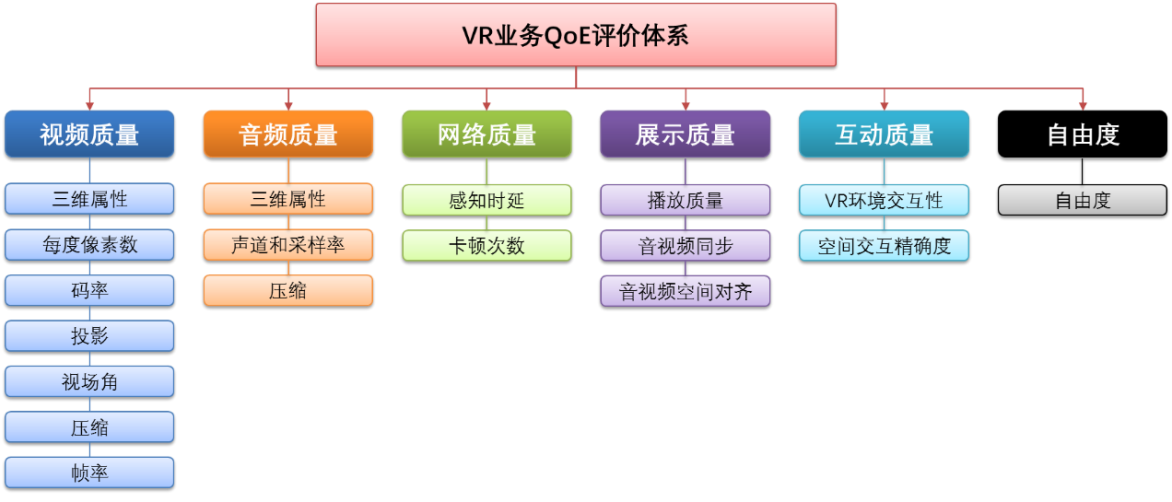 VR业务QoE评价体系
视频质量
三维属性
每度像素数
码率
投影
视场角
压缩
帧率
音频质量
三维属性
声道和采样率
压缩
网络质量
感知时延
卡顿次数
展示质量
播放质量
音视频同步
音视频空间对齐
互动质量
VR环境交互性
空间交互精确度
自由度
自由度